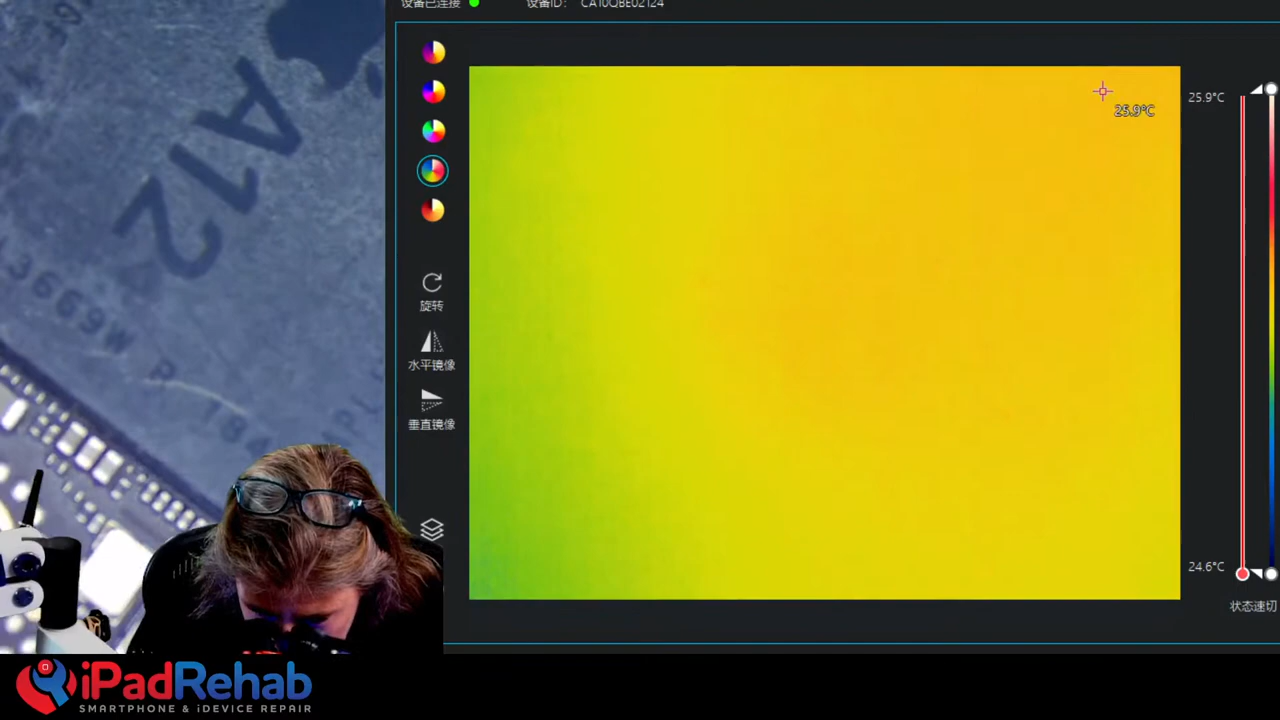 设备已连接
设备ID: CA10QBE02124
A12
3669W
25.9°C
25.9°C
旋转
水平镜像
垂直镜像
24.6°C
状态速切
iPadRehab
SMARTPHONE & iDEVICE REPAIR